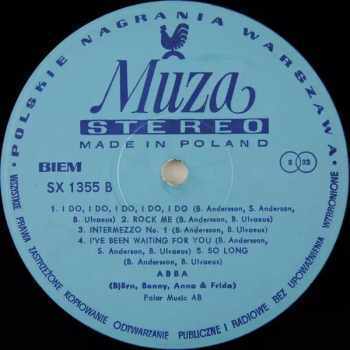 POLSKIE NAGRANIA WARSZAWA
Muza
STEREO
MADE IN POLAND
BIEM
SX 1355 B
S 33
1. I DO, I DO, I DO, I DO, I DO (B. Andersson, S. Anderson,
B. Ulvaeus) 2. ROCK ME (B. Andersson, B. Ulvaeus)
3. INTERMEZZO No. 1 (B. Andersson, B. Ulvaeus)
4. I'VE BEEN WAITING FOR YOU (B. Andersson,
S. Anderson, B. Ulvaeus) 5. SO LONG
(B. Andersson, B. Ulvaeus)
ABBA
(Björn, Benny, Anna & Frida)
Polar Music AB
WSZYSTKIE PRAWA ZASTRZEŻONE KOPIOWANIE ODTWARZANIE PUBLICZNE I RADIOWE BEZ UPOWAŻNIENIA WZBRONIONE